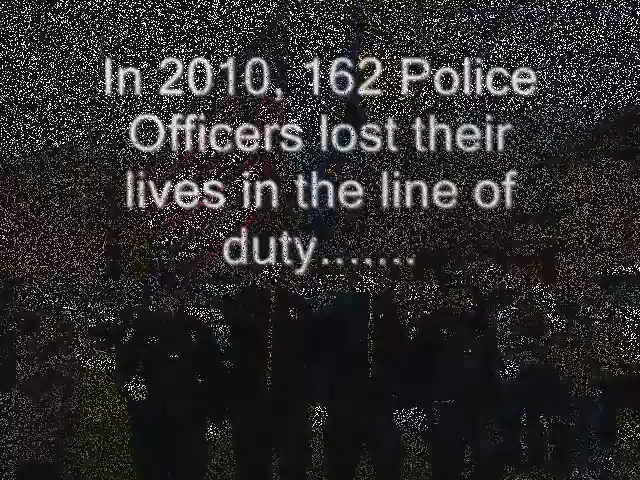 In 2010, 162 Police
Officers lost their
lives in the line of
duty.......